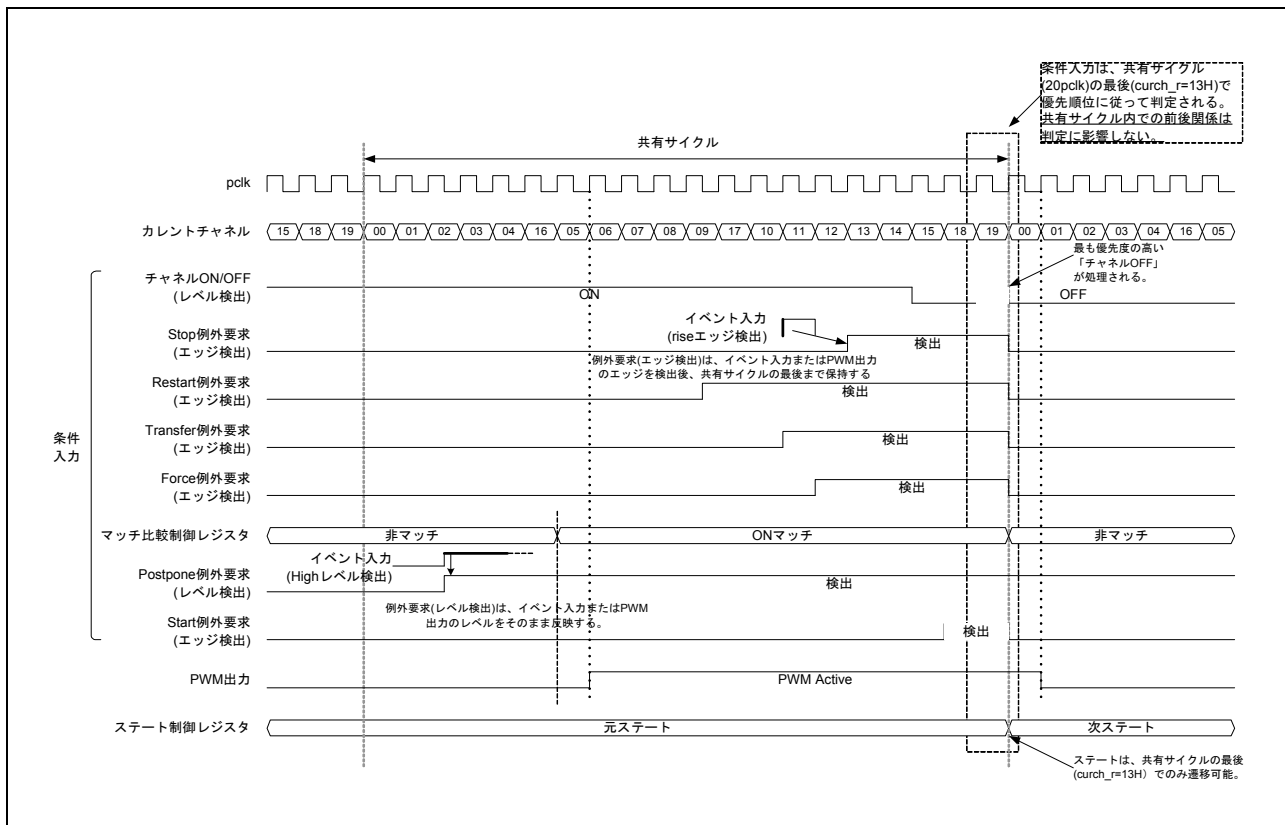 条件入力は、共有サイクル
(20pclk)の最後(curch_r=13H)で
優先順位に従って判定される。
共有サイクル内での前後関係は
判定に影響しない。
共有サイクル
pclk
カレントチャネル 15 18 19 00 01 02 03 04 16 05 06 07 08 09 17 10 11 12 13 14 15 18 19 00 01 02 03 04 16 05
最も優先度の高い
「チャネルOFF」
が処理される。
チャネルON/OFF
(レベル検出)
ON
OFF
イベント入力
(riseエッジ検出)
Stop例外要求
(エッジ検出)
検出
例外要求(エッジ検出)は、イベント入力またはPWM出力
のエッジを検出後、共有サイクルの最後まで保持する
Restart例外要求
(エッジ検出)
検出
条件
入力
Transfer例外要求
(エッジ検出)
検出
Force例外要求
(エッジ検出)
検出
マッチ比較制御レジスタ 非マッチ ONマッチ 非マッチ
イベント入力
(Highレベル検出)
Postpone例外要求
(レベル検出)
検出
例外要求(レベル検出)は、イベント入力またはPWM
出力のレベルをそのまま反映する。
Start例外要求
(エッジ検出)
検出
PWM出力 PWM Active
ステート制御レジスタ 元ステート 次ステート
ステートは、共有サイクルの最後
(curch_r=13H）でのみ遷移可能。